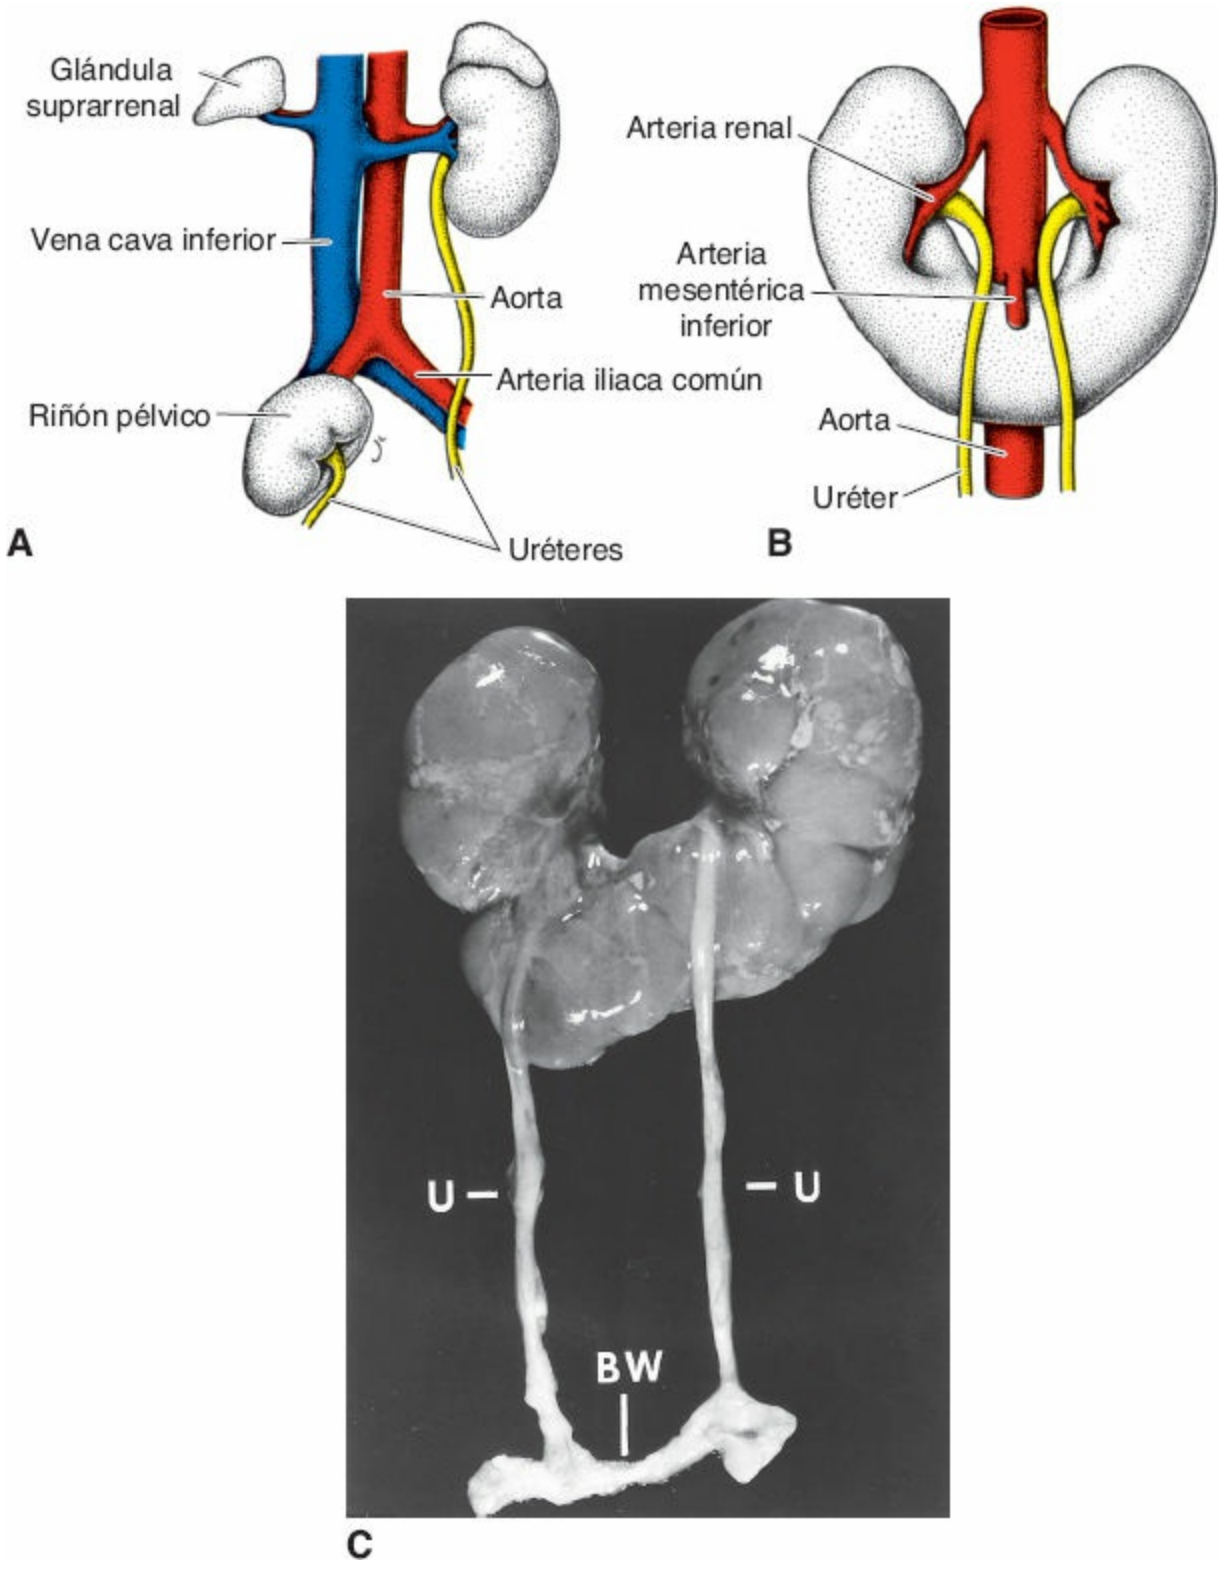 Glándula
suprarrenal
Vena cava inferior
Aorta
Arteria iliaca común
Riñón pélvico
Uréteres
A
Arteria renal
Arteria
mesentérica
inferior
Aorta
Uréter
B
U
U
BW
C